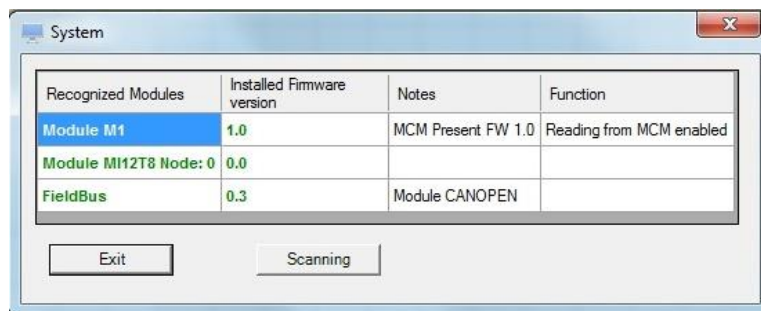 System
Recognized Modules Installed Firmware version Notes Function
Module M1 1.0 MCM Present FW 1.0 Reading from MCM enabled
Module MI12T8 Node: 0 0.0
FieldBus 0.3 Module CANOPEN
Exit Scanning